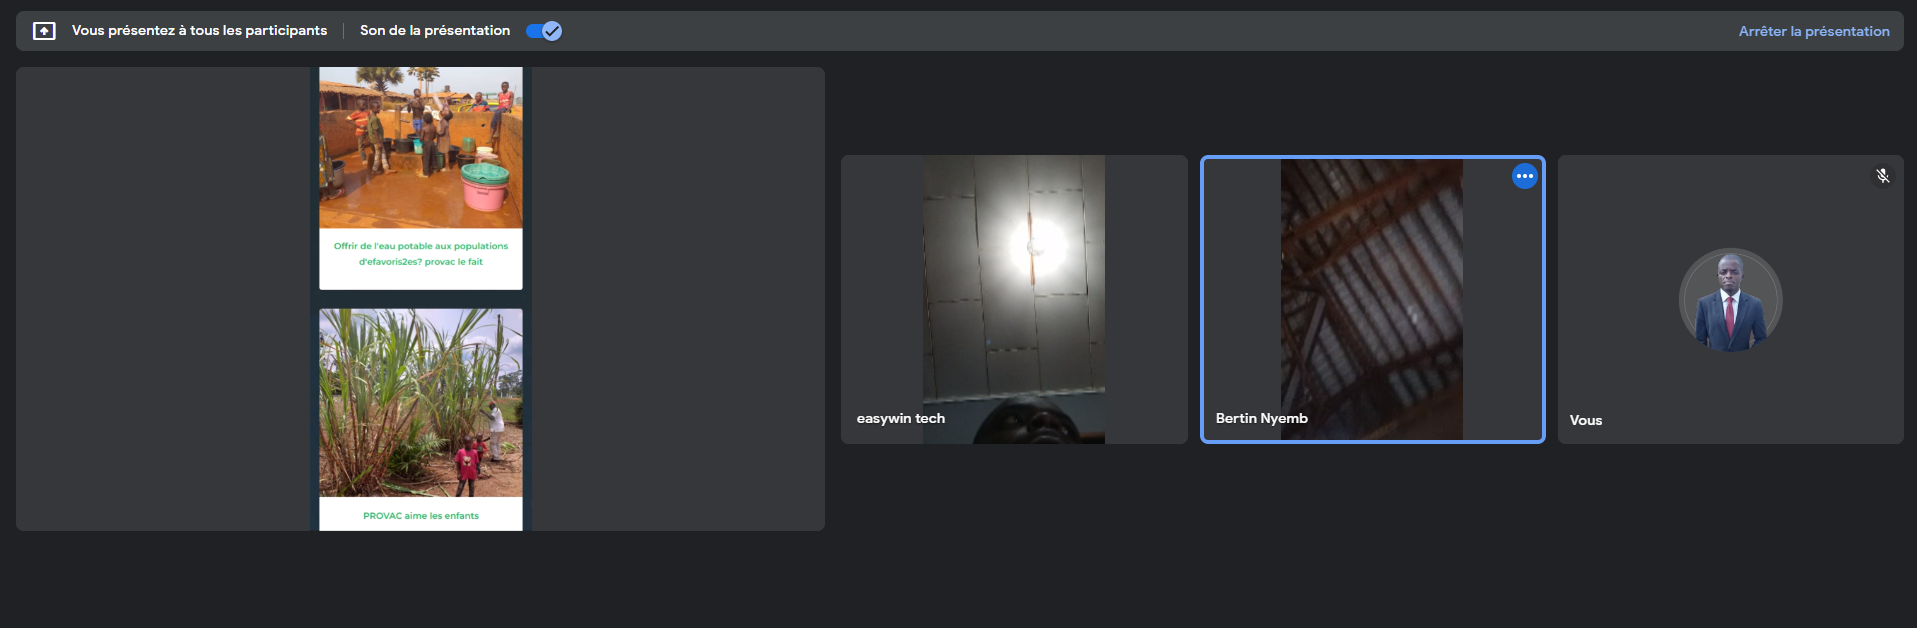 Vous présentez à tous les participants
Son de la présentation
Arrêter la présentation
Offrir de l'eau potable aux populations
d'efavoris2es? provac le fait
PROVAC aime les enfants
easywin tech
Bertin Nyemb
Vous